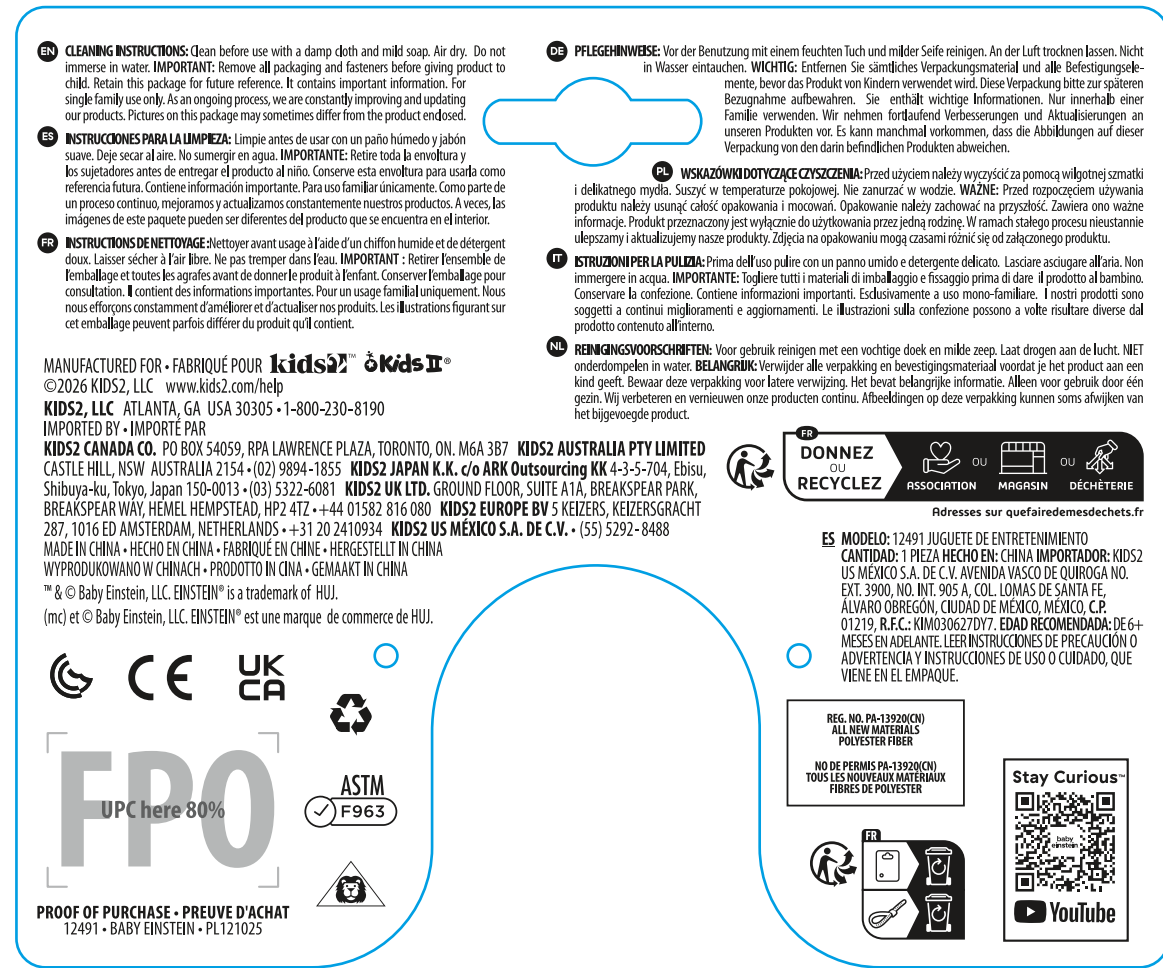 EN CLEANING INSTRUCTIONS: Clean before use with a damp cloth and mild soap. Air dry. Do not
immerse in water. IMPORTANT: Remove all packaging and fasteners before giving product to
child. Retain this package for future reference. It contains important information. For
single family use only. As an ongoing process, we are constantly improving and updating
our products. Pictures on this package may sometimes differ from the product enclosed.
ES INSTRUCCIONES PARA LA LIMPIEZA: Limpie antes de usar con un paño húmedo y jabón
suave. Deje secar al aire. No sumergir en agua. IMPORTANTE: Retire toda la envoltura y
los sujetadores antes de entregar el producto al niño. Conserve esta envoltura para usarla como
referencia futura. Contiene información importante. Para uso familiar únicamente. Como parte de
un proceso continuo, mejoramos y actualizamos constantemente nuestros productos. A veces, las
imágenes de este paquete pueden ser diferentes del producto que se encuentra en el interior.
FR INSTRUCTIONS DE NETTOYAGE :Nettoyer avant usage à l'aide d'un chiffon humide et de détergent
doux. Laisser sécher à l'air libre. Ne pas tremper dans l'eau. IMPORTANT : Retirer l'ensemble de
l'emballage et toutes les agrafes avant de donner le produit à l'enfant. Conserver l'emballage pour
consultation. Il contient des informations importantes. Pour un usage familial uniquement. Nous
nous efforçons constamment d'améliorer et d'actualiser nos produits. Les illustrations figurant sur
cet emballage peuvent parfois différer du produit qu'il contient.
MANUFACTURED FOR • FABRIQUÉ POUR kids2™ Kids II®
©2026 KIDS2, LLC www.kids2.com/help
KIDS2, LLC ATLANTA, GA USA 30305 • 1-800-230-8190
IMPORTED BY • IMPORTÉ PAR
KIDS2 CANADA CO. PO BOX 54059, RPA LAWRENCE PLAZA, TORONTO, ON. M6A 3B7 KIDS2 AUSTRALIA PTY LIMITED
CASTLE HILL, NSW AUSTRALIA 2154 • (02) 9894-1855 KIDS2 JAPAN K.K. c/o ARK Outsourcing KK 4-3-5-704, Ebisu,
Shibuya-ku, Tokyo, Japan 150-0013 • (03) 5322-6081 KIDS2 UK LTD. GROUND FLOOR, SUITE A1A, BREAKSPEAR PARK,
BREAKSPEAR WAY, HEMEL HEMPSTEAD, HP2 4TZ • +44 01582 816 080 KIDS2 EUROPE BV 5 KEIZERS, KEIZERSGRACHT
287, 1016 ED AMSTERDAM, NETHERLANDS • +31 20 2410934 KIDS2 US MÉXICO S.A. DE C.V. • (55) 5292-8488
MADE IN CHINA • HECHO EN CHINA • FABRIQUÉ EN CHINE • HERGESTELLT IN CHINA
WYPRODUKOWANO W CHINACH • PRODOTTO IN CINA • GEMAAKT IN CHINA
™ & © Baby Einstein, LLC. EINSTEIN® is a trademark of HUJ.
(mc) et © Baby Einstein, LLC. EINSTEIN® est une marque de commerce de HUJ.
CE
UK
CA
FPO
UPC here 80%
ASTM
F963
PROOF OF PURCHASE • PREUVE D'ACHAT
12491 • BABY EINSTEIN • PL121025
DE PFLEGEHINWEISE: Vor der Benutzung mit einem feuchten Tuch und milder Seife reinigen. An der Luft trocknen lassen. Nicht
in Wasser eintauchen. WICHTIG: Entfernen Sie sämtliches Verpackungsmaterial und alle Befestigungsele-
mente, bevor das Produkt von Kindern verwendet wird. Diese Verpackung bitte zur späteren
Bezugnahme aufbewahren. Sie enthält wichtige Informationen. Nur innerhalb einer
Familie verwenden. Wir nehmen fortlaufend Verbesserungen und Aktualisierungen an
unseren Produkten vor. Es kann manchmal vorkommen, dass die Abbildungen auf dieser
Verpackung von den darin befindlichen Produkten abweichen.
PL WSKAZÓWKI DOTYCZĄCE CZYSZCZENIA: Przed użyciem należy wyczyścić za pomocą wilgotnej szmatki
i delikatnego mydła. Suszyć w temperaturze pokojowej. Nie zanurzać w wodzie. WAŻNE: Przed rozpoczęciem używania
produktu należy usunąć całość opakowania i mocowań. Opakowanie należy zachować na przyszłość. Zawiera ono ważne
informacje. Produkt przeznaczony jest wyłącznie do użytkowania przez jedną rodzinę. W ramach stałego procesu nieustannie
ulepszamy i aktualizujemy nasze produkty. Zdjęcia na opakowaniu mogą czasami różnić się od załączonego produktu.
IT ISTRUZIONI PER LA PULIZIA: Prima dell'uso pulire con un panno umido e detergente delicato. Lasciare asciugare all'aria. Non
immergere in acqua. IMPORTANTE: Togliere tutti i materiali di imballaggio e fissaggio prima di dare il prodotto al bambino.
Conservare la confezione. Contiene informazioni importanti. Esclusivamente a uso mono-familiare. I nostri prodotti sono
soggetti a continui miglioramenti e aggiornamenti. Le illustrazioni sulla confezione possono a volte risultare diverse dal
prodotto contenuto all'interno.
NL REINIGINGSVOORSCHRIFTEN: Voor gebruik reinigen met een vochtige doek en milde zeep. Laat drogen aan de lucht. NIET
onderdompelen in water. BELANGRIJK: Verwijder alle verpakking en bevestigingsmateriaal voordat je het product aan een
kind geeft. Bewaar deze verpakking voor latere verwijzing. Het bevat belangrijke informatie. Alleen voor gebruik door één
gezin. Wij verbeteren en vernieuwen onze producten continu. Afbeeldingen op deze verpakking kunnen soms afwijken van
het bijgevoegde product.
FR
DONNEZ
OU
RECYCLEZ
ASSOCIATION OU MAGASIN OU DÉCHÈTERIE
Adresses sur quefairedemesdechets.fr
ES MODELO: 12491 JUGUETE DE ENTRETENIMIENTO
CANTIDAD: 1 PIEZA HECHO EN: CHINA IMPORTADOR: KIDS2
US MÉXICO S.A. DE C.V. AVENIDA VASCO DE QUIROGA NO.
EXT. 3900, NO. INT. 905 A, COL. LOMAS DE SANTA FE,
ÁLVARO OBREGÓN, CIUDAD DE MÉXICO, MÉXICO, C.P.
01219, R.F.C.: KIM030627DY7. EDAD RECOMENDADA: DE 6+
MESES EN ADELANTE. LEER INSTRUCCIONES DE PRECAUCIÓN O
ADVERTENCIA Y INSTRUCCIONES DE USO O CUIDADO, QUE
VIENE EN EL EMPAQUE.
REG. NO. PA-13920(CN)
ALL NEW MATERIALS
POLYESTER FIBER
NO DE PERMIS PA-13920(CN)
TOUS LES NOUVEAUX MATÉRIAUX
FIBRES DE POLYESTER
FR
Stay Curious™
baby
einstein
YouTube